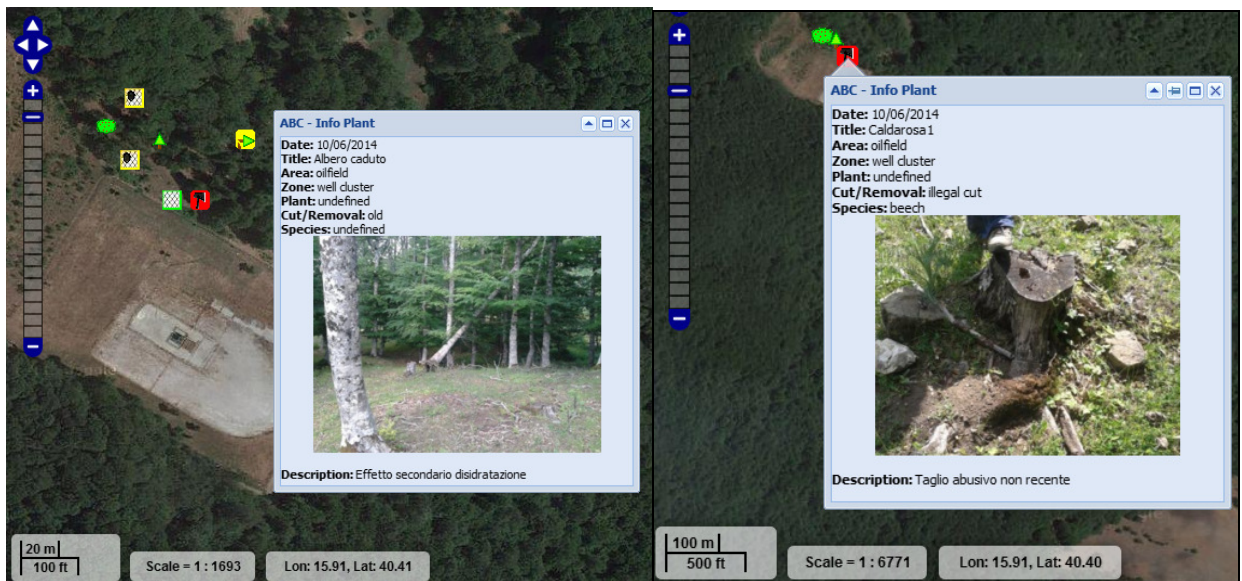 ABC - Info Plant
Date: 10/06/2014
Title: Albero caduto
Area: oilfield
Zone: well cluster
Plant: undefined
Cut/Removal: old
Species: undefined
Description: Effetto secondario disidratazione
20 m
100 ft
Scale = 1 : 1693
Lon: 15.91, Lat: 40.41
ABC - Info Plant
Date: 10/06/2014
Title: Caldarosa1
Area: oilfield
Zone: well cluster
Plant: undefined
Cut/Removal: illegal cut
Species: beech
Description: Taglio abusivo non recente
100 m
500 ft
Scale = 1 : 6771
Lon: 15.91, Lat: 40.40